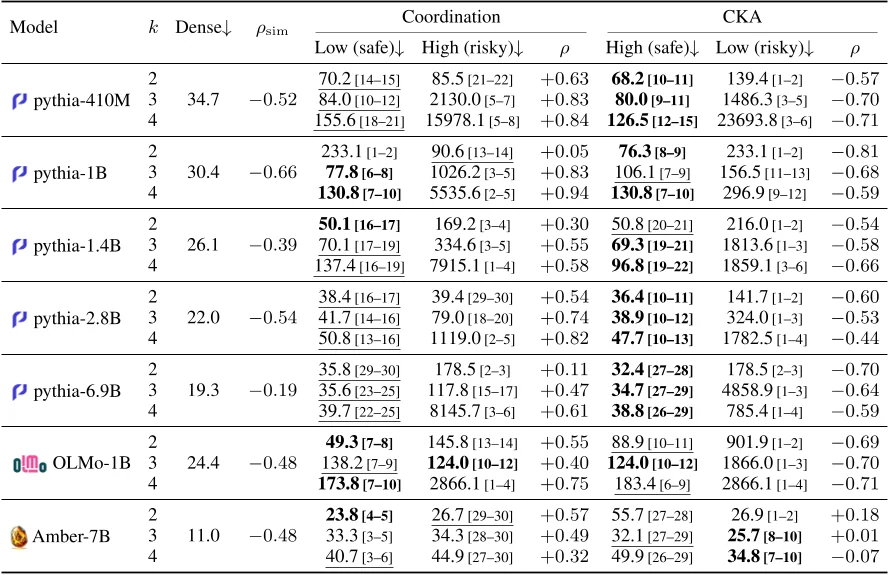 Model k Dense↓ ρsim Coordination CKA
Low (safe)↓ High (risky)↓ ρ High (safe)↓ Low (risky)↓ ρ
2 70.2 [14–15] 85.5 [21–22] +0.63 68.2 [10–11] 139.4 [1–2] −0.57
pythia-410M 3 34.7 −0.52 84.0 [10–12] 2130.0 [5–7] +0.83 80.0 [9–11] 1486.3 [3–5] −0.70
4 155.6 [18–21] 15978.1 [5–8] +0.84 126.5 [12–15] 23693.8 [3–6] −0.71
2 233.1 [1–2] 90.6 [13–14] +0.05 76.3 [8–9] 233.1 [1–2] −0.81
pythia-1B 3 30.4 −0.66 77.8 [6–8] 1026.2 [3–5] +0.83 106.1 [7–9] 156.5 [11–13] −0.68
4 130.8 [7–10] 5535.6 [2–5] +0.94 130.8 [7–10] 296.9 [9–12] −0.59
2 50.1 [16–17] 169.2 [3–4] +0.30 50.8 [20–21] 216.0 [1–2] −0.54
pythia-1.4B 3 26.1 −0.39 70.1 [17–19] 334.6 [3–5] +0.55 69.3 [19–21] 1813.6 [1–3] −0.58
4 137.4 [16–19] 7915.1 [1–4] +0.58 96.8 [19–22] 1859.1 [3–6] −0.66
2 38.4 [16–17] 39.4 [29–30] +0.54 36.4 [10–11] 141.7 [1–2] −0.60
pythia-2.8B 3 22.0 −0.54 41.7 [14–16] 79.0 [18–20] +0.74 38.9 [10–12] 324.0 [1–3] −0.53
4 50.8 [13–16] 1119.0 [2–5] +0.82 47.7 [10–13] 1782.5 [1–4] −0.44
2 35.8 [29–30] 178.5 [2–3] +0.11 32.4 [27–28] 178.5 [2–3] −0.70
pythia-6.9B 3 19.3 −0.19 35.6 [23–25] 117.8 [15–17] +0.47 34.7 [27–29] 4858.9 [1–3] −0.64
4 39.7 [22–25] 8145.7 [3–6] +0.61 38.8 [26–29] 785.4 [1–4] −0.59
2 49.3 [7–8] 145.8 [13–14] +0.55 88.9 [10–11] 901.9 [1–2] −0.69
OLMo OLMo-1B 3 24.4 −0.48 138.2 [7–9] 124.0 [10–12] +0.40 124.0 [10–12] 1866.0 [1–3] −0.70
4 173.8 [7–10] 2866.1 [1–4] +0.75 183.4 [6–9] 2866.1 [1–4] −0.71
2 23.8 [4–5] 26.7 [29–30] +0.57 55.7 [27–28] 26.9 [1–2] +0.18
Amber-7B 3 11.0 −0.48 33.3 [3–5] 34.3 [28–30] +0.49 32.1 [27–29] 25.7 [8–10] +0.01
4 40.7 [3–6] 44.9 [27–30] +0.32 49.9 [26–29] 34.8 [7–10] −0.07